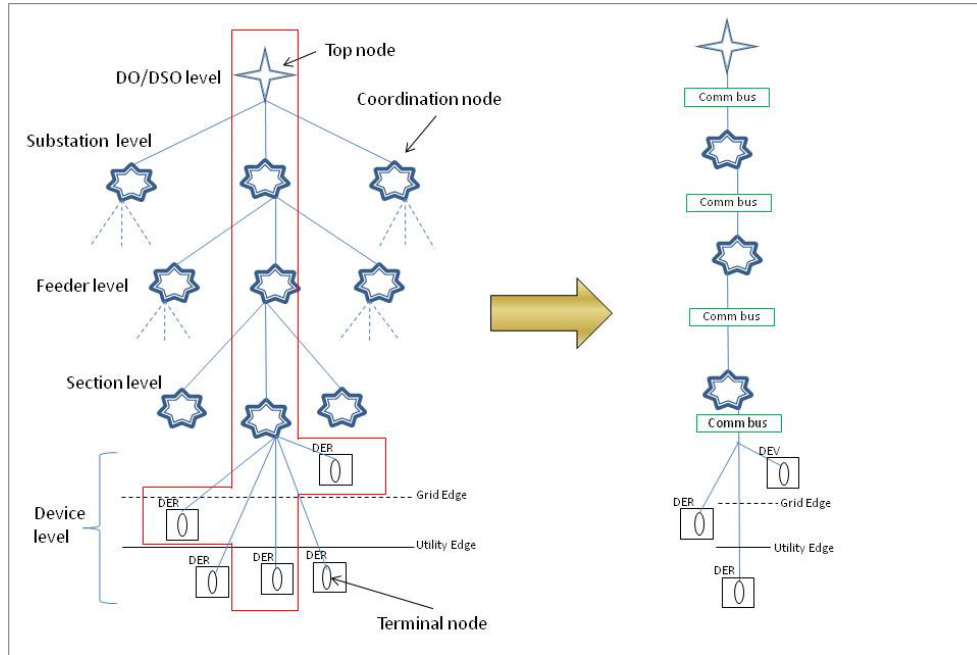 Top node
DO/DSO level
Coordination node
Substation level
Feeder level
Section level
DER
Grid Edge
DER
Device
level
Utility Edge
DER
DER
DER
Terminal node
Comm bus
Comm bus
Comm bus
Comm bus
DEV
DER
Grid Edge
Utility Edge
DER